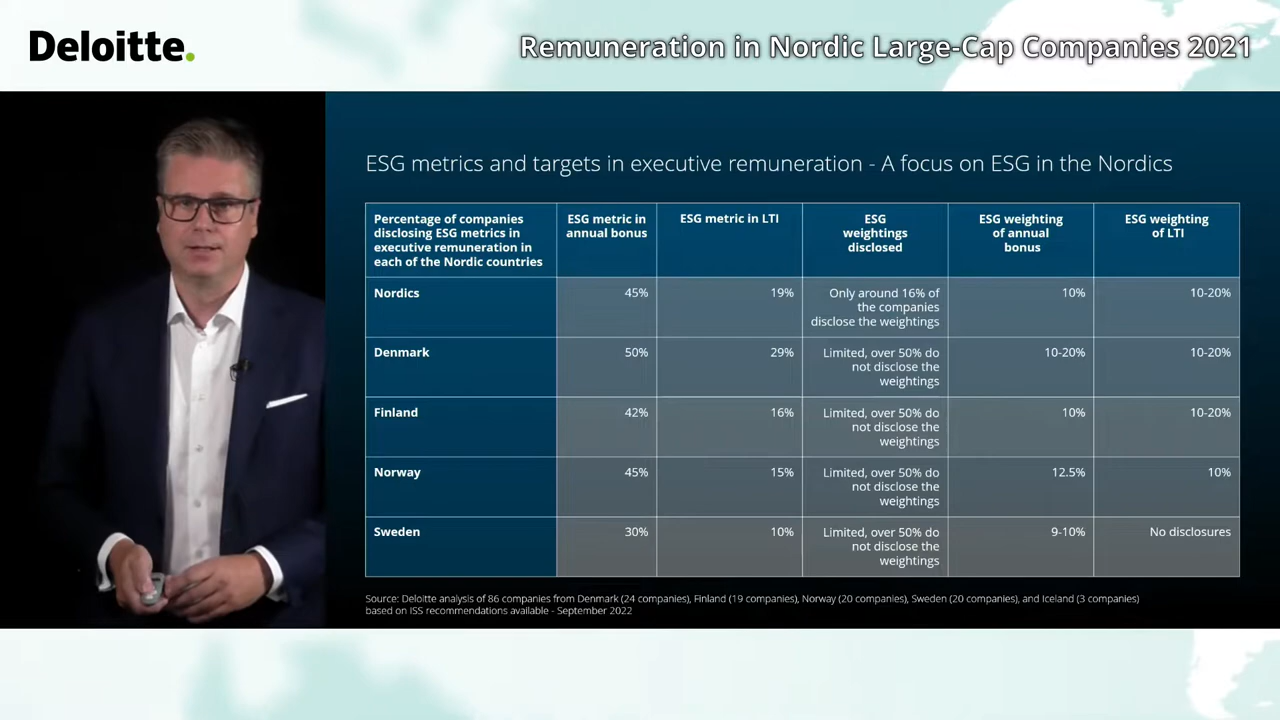 Deloitte.
Remuneration in Nordic Large-Cap Companies 2021
ESG metrics and targets in executive remuneration - A focus on ESG in the Nordics
Percentage of companies
disclosing ESG metrics in
executive remuneration in
each of the Nordic countries
ESG metric in
annual bonus
ESG metric in LTI
ESG
weightings
disclosed
ESG weighting
of annual
bonus
ESG weighting
of LTI
Nordics
45%
19%
Only around 16% of
the companies
disclose the weightings
10%
10-20%
Denmark
50%
29%
Limited, over 50% do
not disclose the
weightings
10-20%
10-20%
Finland
42%
16%
Limited, over 50% do
not disclose the
weightings
10%
10-20%
Norway
45%
15%
Limited, over 50% do
not disclose the
weightings
12.5%
10%
Sweden
30%
10%
Limited, over 50% do
not disclose the
weightings
9-10%
No disclosures
Source: Deloitte analysis of 86 companies from Denmark (24 companies), Finland (19 companies), Norway (20 companies), Sweden (20 companies), and Iceland (3 companies)
based on ISS recommendations available - September 2022